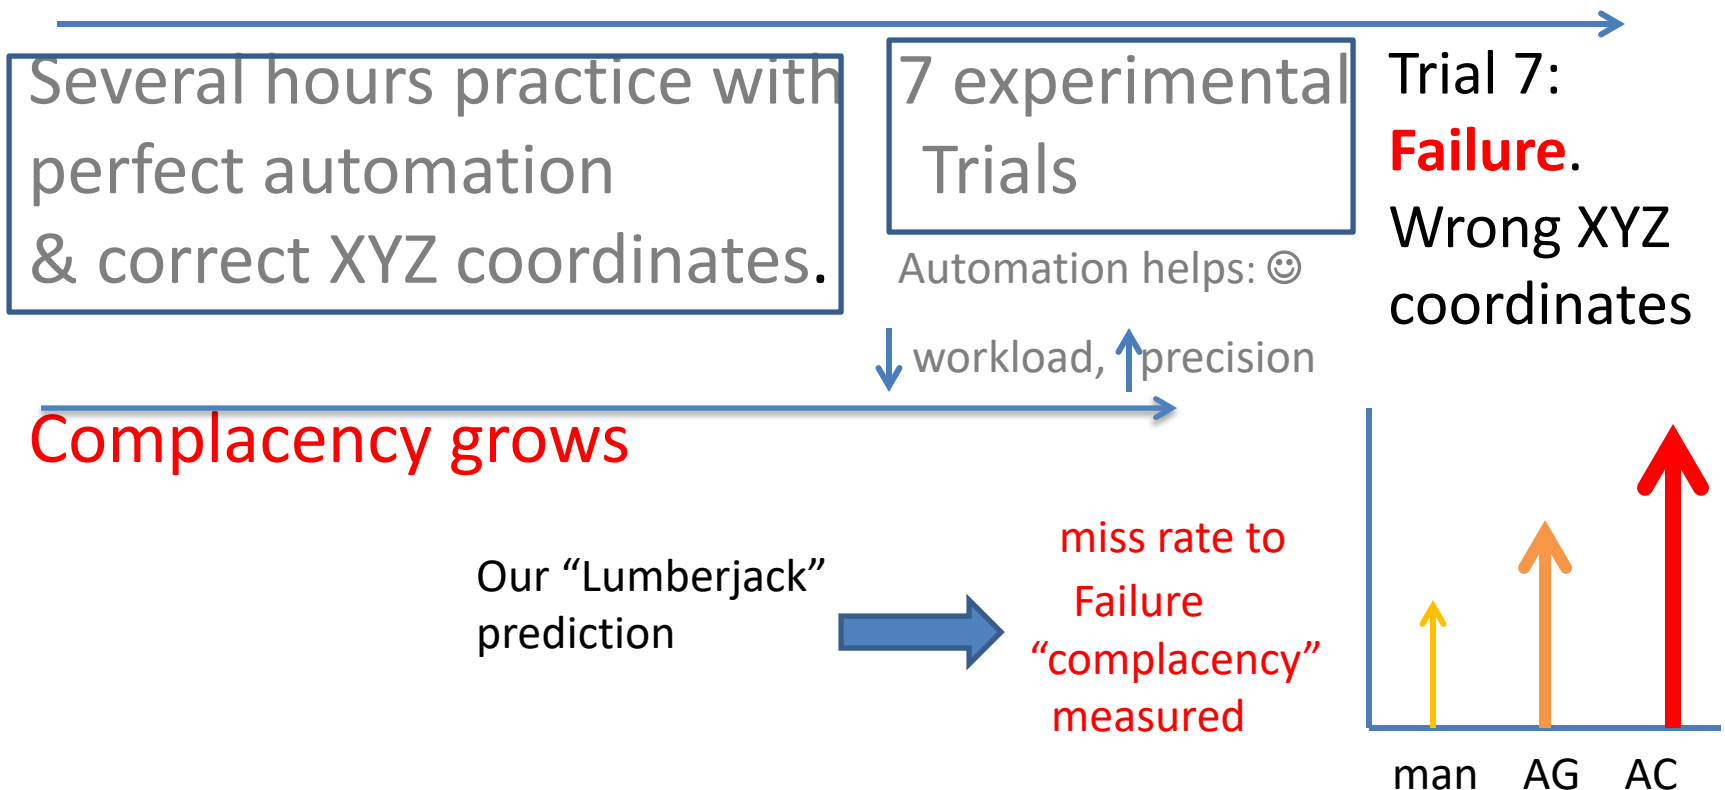 Several hours practice with
perfect automation
& correct XYZ coordinates.
7 experimental
Trials
Automation helps: ☺
workload, precision
Trial 7:
Failure.
Wrong XYZ
coordinates
Complacency grows
Our “Lumberjack”
prediction
miss rate to
Failure
“complacency”
measured
man AG AC